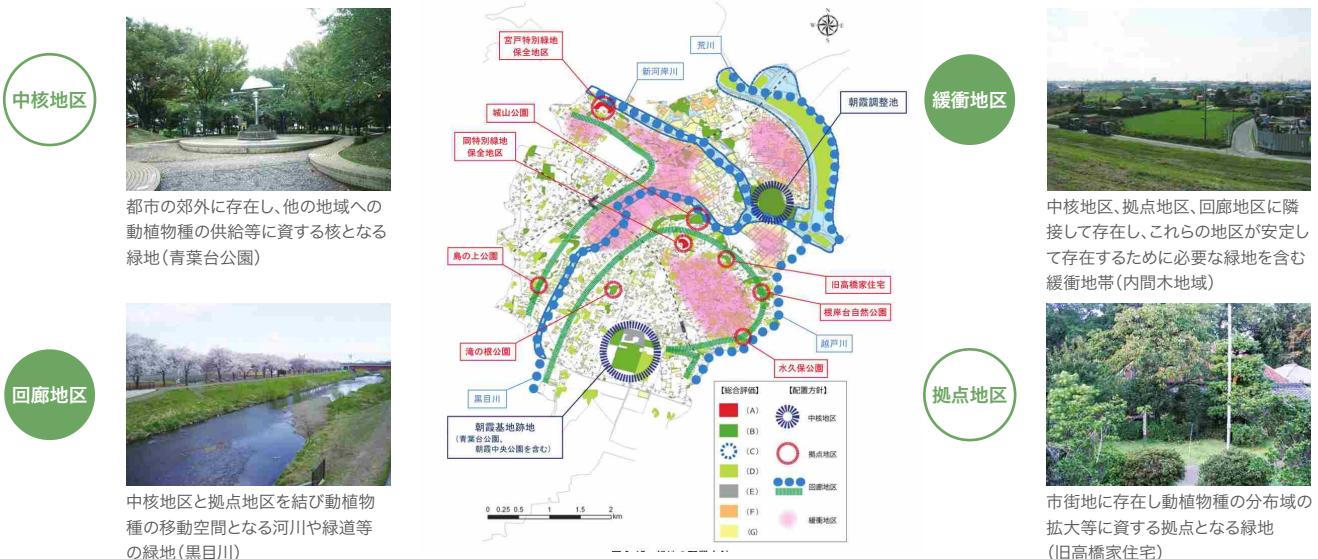 中核地区
都市の郊外に存在し、他の地域への
動植物種の供給等に資する核となる
緑地(青葉台公園)
回廊地区
中核地区と拠点地区を結び動植物
種の移動空間となる河川や緑道等
の緑地(黒目川)
宮戸特別緑地
保全地区
荒川
新河岸川
城山公園
朝霞調整池
岡特別緑地
保全地区
島の上公園
旧高橋家住宅
根岸台自然公園
滝の根公園
越戸川
水久保公園
黒目川
朝霞基地跡地
(青葉台公園、
朝霞中央公園を含む)
N
W
E
S
【総合評価】 【配置方針】
(A)
(B)
(C)
(D)
(E)
(F)
(G)
中核地区
拠点地区
回廊地区
緩衝地区
0 0.25 0.5 1 1.5 2
km
緩衝地区
中核地区、拠点地区、回廊地区に隣
接して存在し、これらの地区が安定し
て存在するために必要な緑地を含む
緩衝地帯(内間木地域)
拠点地区
市街地に存在し動植物種の分布域の
拡大等に資する拠点となる緑地
(旧高橋家住宅)